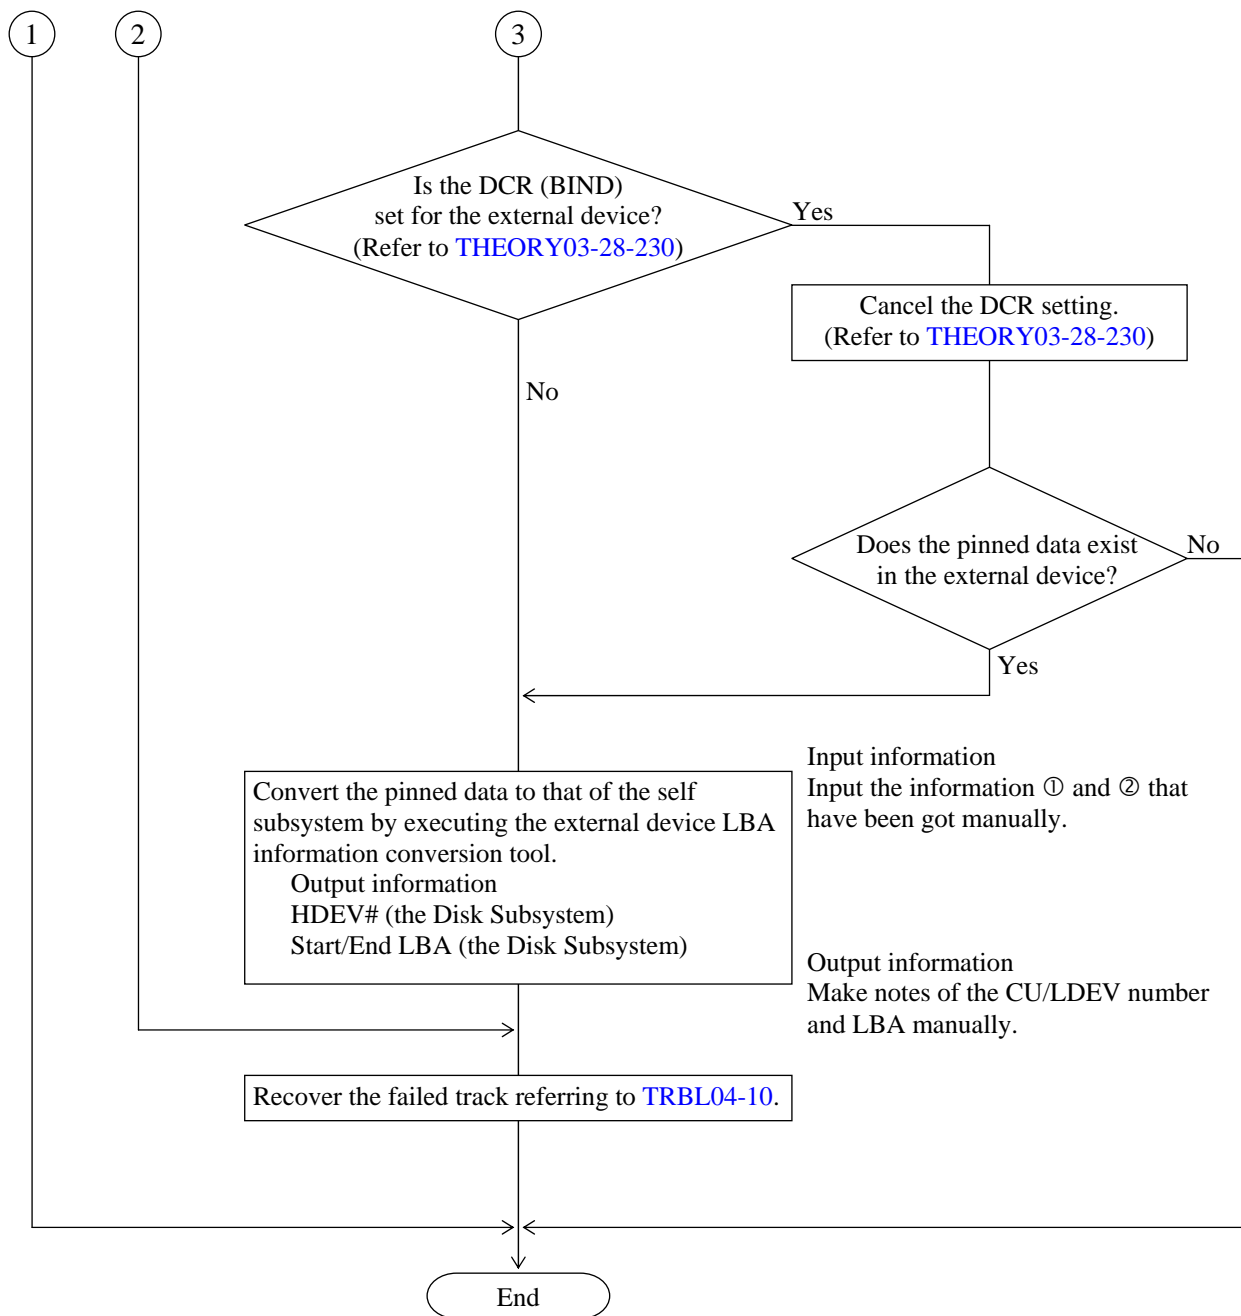 1
2
3
Is the DCR (BIND)
set for the external device?
(Refer to THEORY03-28-230)
Yes
Cancel the DCR setting.
(Refer to THEORY03-28-230)
No
Does the pinned data exist
in the external device?
No
Yes
Convert the pinned data to that of the self
subsystem by executing the external device LBA
information conversion tool.
Output information
HDEV# (the Disk Subsystem)
Start/End LBA (the Disk Subsystem)
Input information
Input the information ① and ② that
have been got manually.
Output information
Make notes of the CU/LDEV number
and LBA manually.
Recover the failed track referring to TRBL04-10.
End